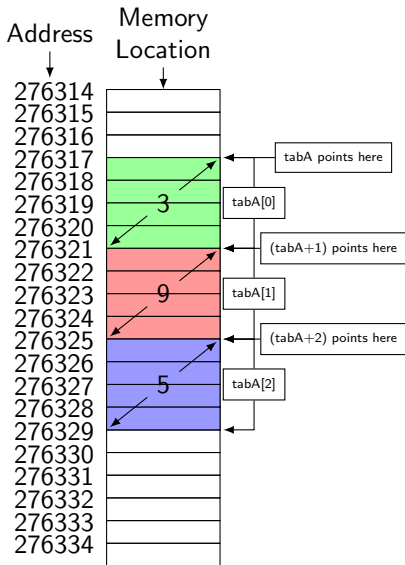 Address
Memory
Location
276314
276315
276316
276317
tabA points here
276318
276319
3
tabA[0]
276320
276321
(tabA+1) points here
276322
276323
9
tabA[1]
276324
276325
(tabA+2) points here
276326
276327
5
tabA[2]
276328
276329
276330
276331
276332
276333
276334